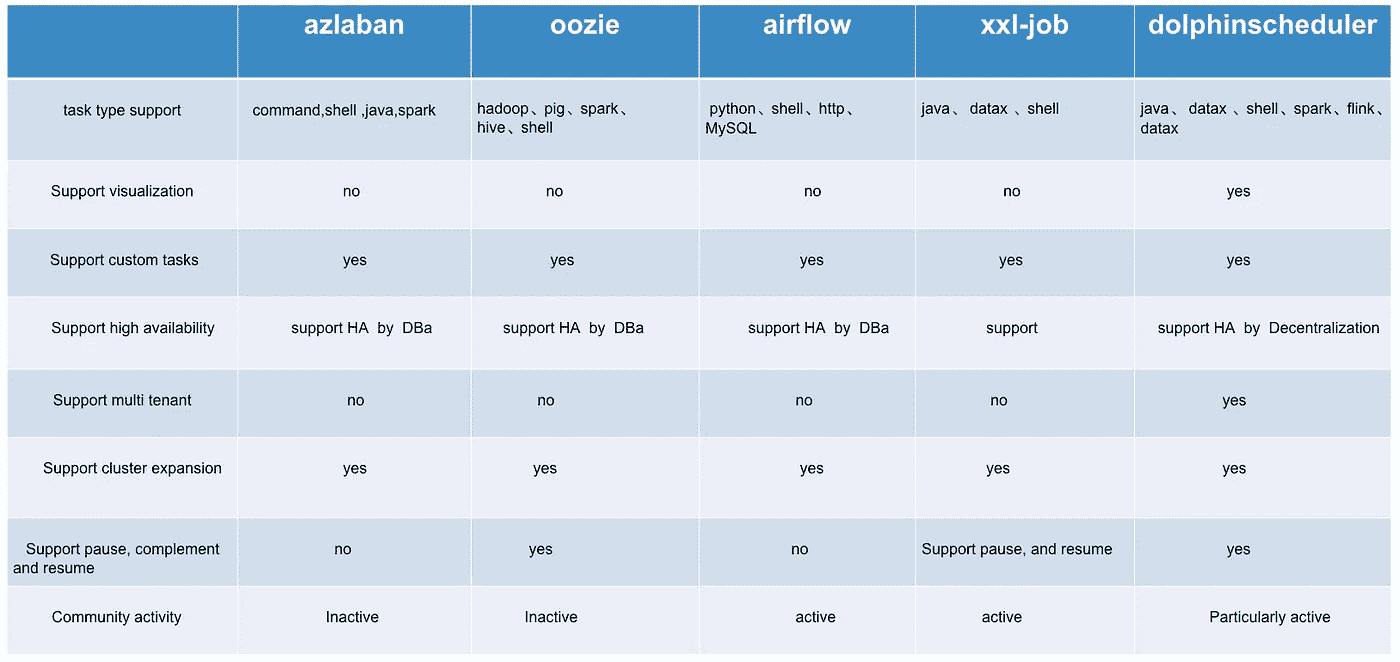 azlaban oozie airflow xxl-job dolphinscheduler
task type support command,shell ,java,spark hadoop、pig、spark、 python、shell、http、 java、 datax 、shell java、 datax 、shell、spark、flink、
hive、shell MySQL datax
Support visualization no no no no yes
Support custom tasks yes yes yes yes yes
Support high availability support HA by DBa support HA by DBa support HA by DBa support support HA by Decentralization
Support multi tenant no no no no yes
Support cluster expansion yes yes yes yes yes
Support pause, complement no yes no Support pause, and resume yes
and resume
Community activity Inactive Inactive active active Particularly active